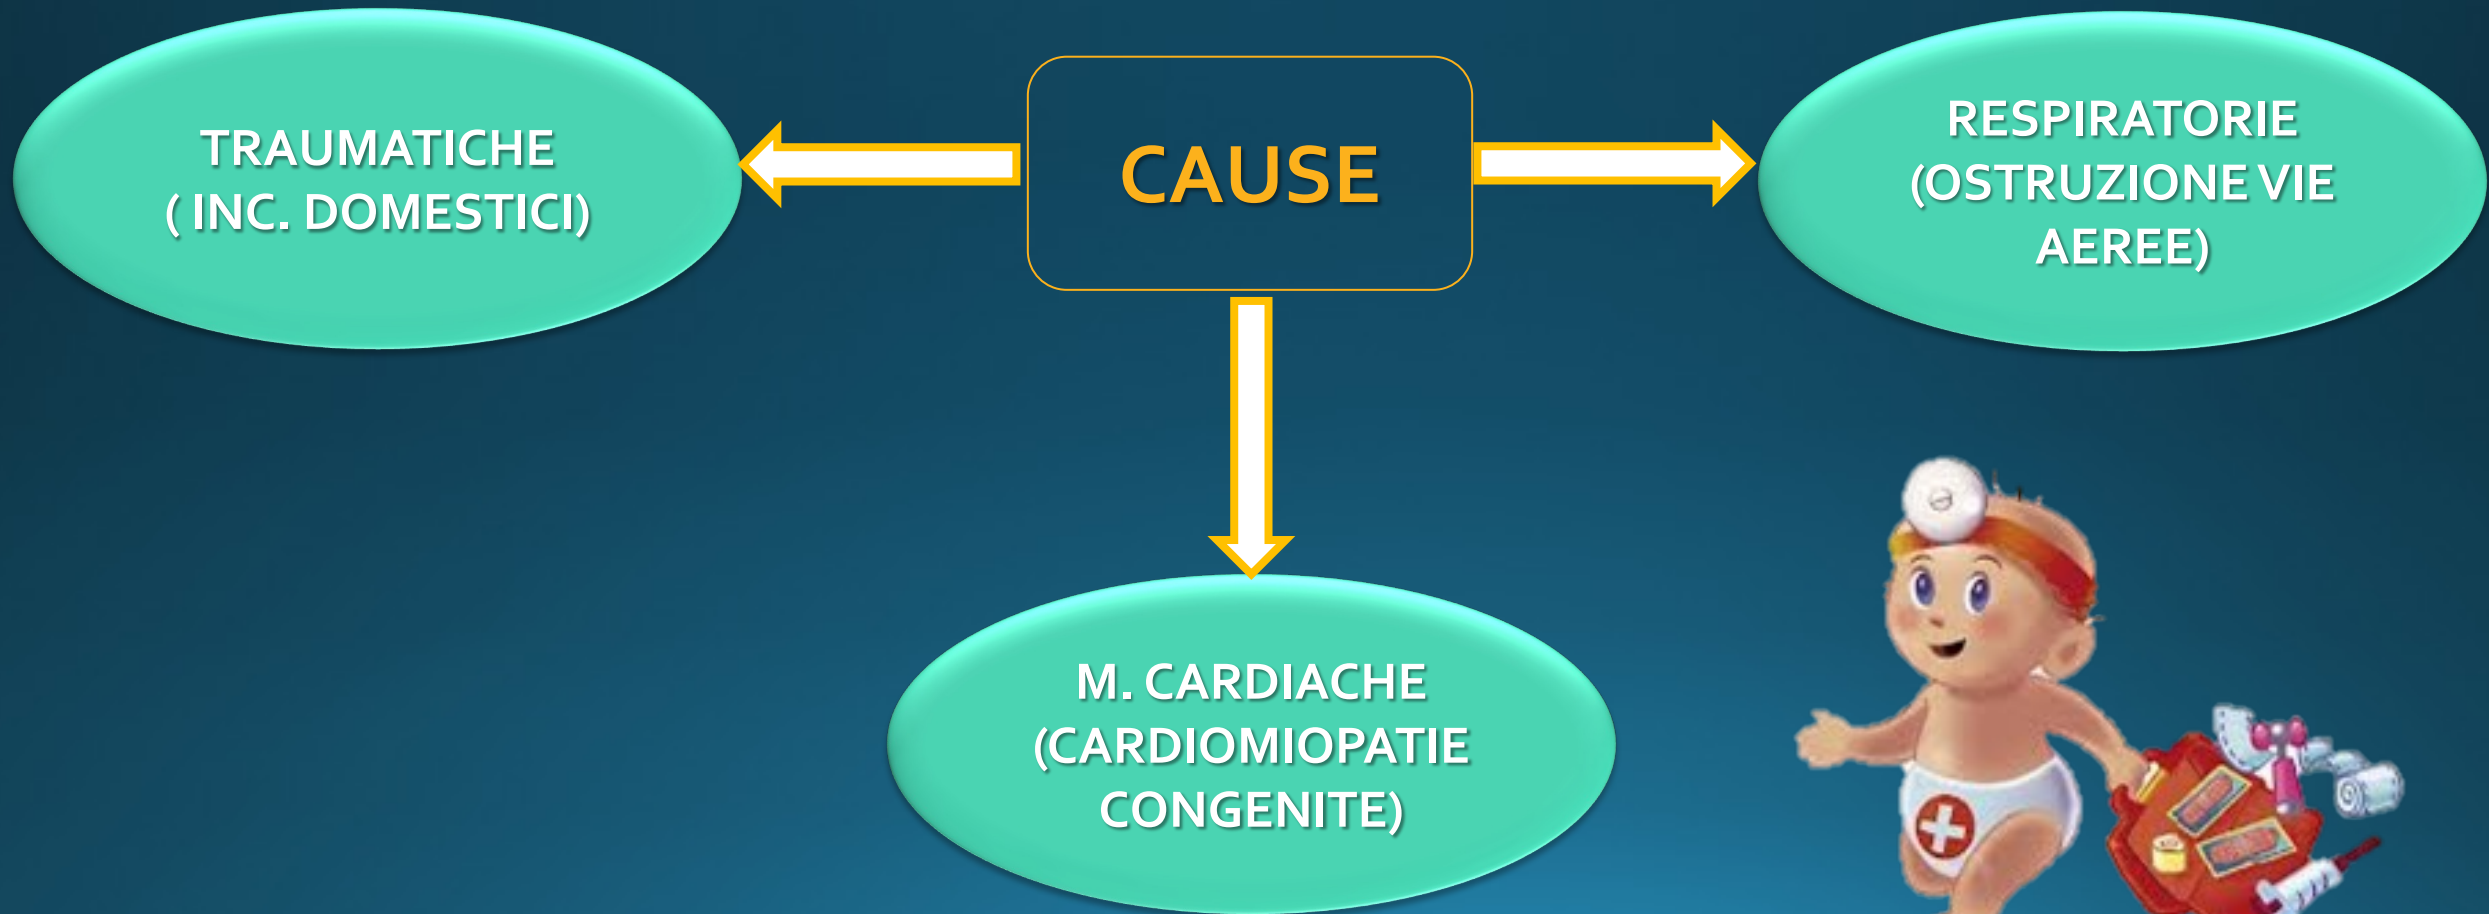 TRAUMATICHE
( INC. DOMESTICI)
CAUSE
RESPIRATORIE
(OSTRUZIONE VIE
AEREE)
M. CARDIACHE
(CARDIOMIOPATIE
CONGENITE)